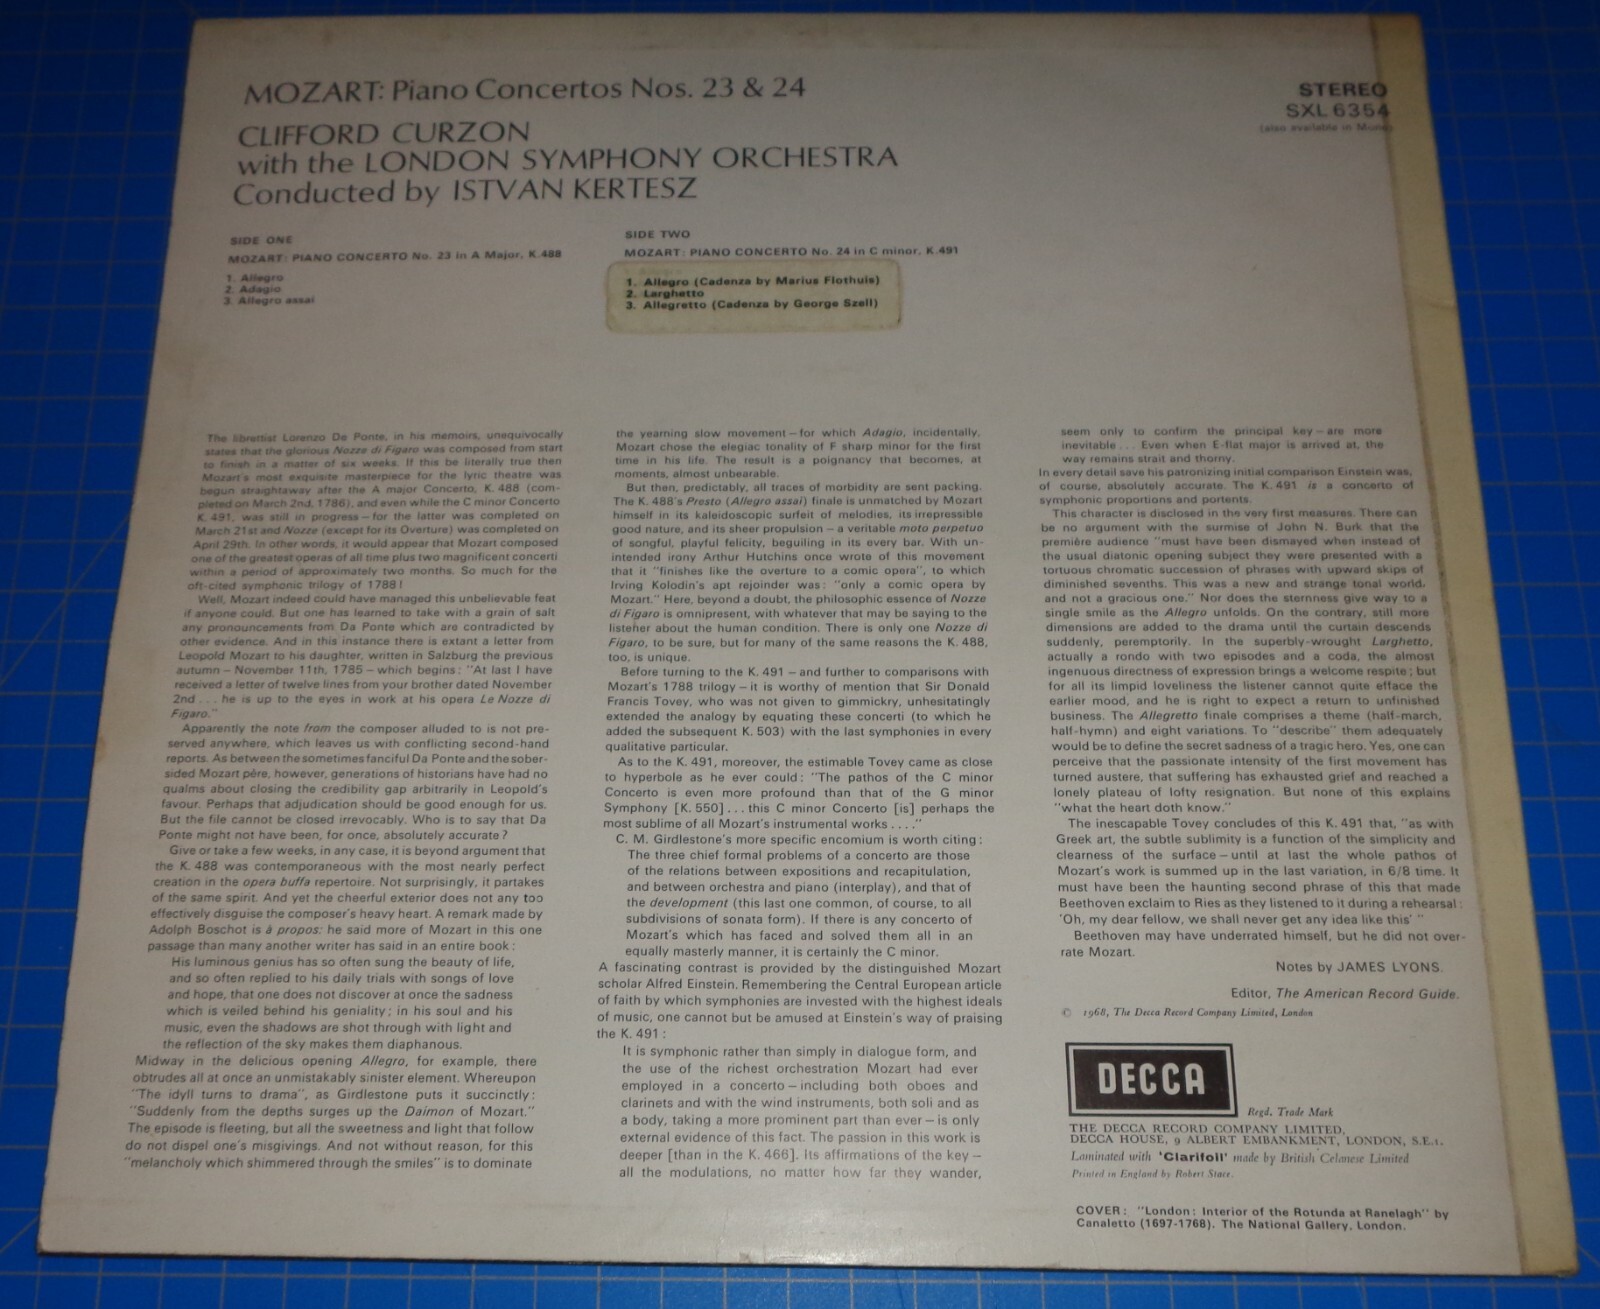 MOZART: Piano Concertos Nos. 23 & 24
CLIFFORD CURZON
with the LONDON SYMPHONY ORCHESTRA
Conducted by ISTVAN KERTESZ
STEREO
SXL 6354
(also available in Mono)
SIDE ONE
MOZART: PIANO CONCERTO No. 23 in A Major, K.488
1. Allegro
2. Adagio
3. Allegro assai
SIDE TWO
MOZART: PIANO CONCERTO No. 24 in C minor, K.491
1. Allegro (Cadenza by Marius Flothuis)
2. Larghetto
3. Allegretto (Cadenza by George Szell)
The librettist Lorenzo De Ponte, in his memoirs, unequivocally
states that the glorious Nozze di Figaro was composed from start
to finish in a matter of six weeks. If this be literally true then
Mozart's most exquisite masterpiece for the lyric theatre was
begun straightaway after the A major Concerto, K. 488 (com-
pleted on March 2nd, 1786), and even while the C minor Concerto
K. 491, was still in progress – for the latter was completed on
March 21st and Nozze (except for its Overture) was completed on
April 29th. In other words, it would appear that Mozart composed
one of the greatest operas of all time plus two magnificent concerti
within a period of approximately two months. So much for the
oft-cited symphonic trilogy of 1788!
Well, Mozart indeed could have managed this unbelievable feat
if anyone could. But one has learned to take with a grain of salt
any pronouncements from Da Ponte which are contradicted by
other evidence. And in this instance there is extant a letter from
Leopold Mozart to his daughter, written in Salzburg the previous
autumn – November 11th, 1785 – which begins: "At last I have
received a letter of twelve lines from your brother dated November
2nd . . . he is up to the eyes in work at his opera Le Nozze di
Figaro."
Apparently the note from the composer alluded to is not pre-
served anywhere, which leaves us with conflicting second-hand
reports. As between the sometimes fanciful Da Ponte and the sober-
sided Mozart père, however, generations of historians have had no
qualms about closing the credibility gap arbitrarily in Leopold's
favour. Perhaps that adjudication should be good enough for us.
But the file cannot be closed irrevocably. Who is to say that Da
Ponte might not have been, for once, absolutely accurate?
Give or take a few weeks, in any case, it is beyond argument that
the K. 488 was contemporaneous with the most nearly perfect
creation in the opera buffa repertoire. Not surprisingly, it partakes
of the same spirit. And yet the cheerful exterior does not any too
effectively disguise the composer's heavy heart. A remark made by
Adolph Boschot is à propos: he said more of Mozart in this one
passage than many another writer has said in an entire book:
His luminous genius has so often sung the beauty of life,
and so often replied to his daily trials with songs of love
and hope, that one does not discover at once the sadness
which is veiled behind his geniality; in his soul and his
music, even the shadows are shot through with light and
the reflection of the sky makes them diaphanous.
Midway in the delicious opening Allegro, for example, there
obtrudes all at once an unmistakably sinister element. Whereupon
"The idyll turns to drama", as Girdlestone puts it succinctly:
"Suddenly from the depths surges up the Daimon of Mozart."
The episode is fleeting, but all the sweetness and light that follow
do not dispel one's misgivings. And not without reason, for this
"melancholy which shimmered through the smiles" is to dominate
the yearning slow movement – for which Adagio, incidentally,
Mozart chose the elegiac tonality of F sharp minor for the first
time in his life. The result is a poignancy that becomes, at
moments, almost unbearable.
But then, predictably, all traces of morbidity are sent packing.
The K. 488's Presto (Allegro assai) finale is unmatched by Mozart
himself in its kaleidoscopic surfeit of melodies, its irrepressible
good nature, and its sheer propulsion – a veritable moto perpetuo
of songful, playful felicity, beguiling in its every bar. With un-
intended irony Arthur Hutchins once wrote of this movement
that it "finishes like the overture to a comic opera", to which
Irving Kolodin's apt rejoinder was: "only a comic opera by
Mozart." Here, beyond a doubt, the philosophic essence of Nozze
di Figaro is omnipresent, with whatever that may be saying to the
listener about the human condition. There is only one Nozze di
Figaro, to be sure, but for many of the same reasons the K. 488,
too, is unique.
Before turning to the K. 491 – and further to comparisons with
Mozart's 1788 trilogy – it is worthy of mention that Sir Donald
Francis Tovey, who was not given to gimmickry, unhesitatingly
extended the analogy by equating these concerti (to which he
added the subsequent K. 503) with the last symphonies in every
qualitative particular.
As to the K. 491, moreover, the estimable Tovey came as close
to hyperbole as he ever could: "The pathos of the C minor
Concerto is even more profound than that of the G minor
Symphony [K. 550] . . . this C minor Concerto [is] perhaps the
most sublime of all Mozart's instrumental works . . . ."
C. M. Girdlestone's more specific encomium is worth citing:
The three chief formal problems of a concerto are those
of the relations between expositions and recapitulation,
and between orchestra and piano (interplay), and that of
the development (this last one common, of course, to all
subdivisions of sonata form). If there is any concerto of
Mozart's which has faced and solved them all in an
equally masterly manner, it is certainly the C minor.
A fascinating contrast is provided by the distinguished Mozart
scholar Alfred Einstein. Remembering the Central European article
of faith by which symphonies are invested with the highest ideals
of music, one cannot but be amused at Einstein's way of praising
the K. 491:
It is symphonic rather than simply in dialogue form, and
the use of the richest orchestration Mozart had ever
employed in a concerto – including both oboes and
clarinets and with the wind instruments, both soli and as
a body, taking a more prominent part than ever – is only
external evidence of this fact. The passion in this work is
deeper [than in the K. 466]. Its affirmations of the key –
all the modulations, no matter how far they wander,
seem only to confirm the principal key – are more
inevitable . . . Even when E-flat major is arrived at, the
way remains strait and thorny.
In every detail save his patronizing initial comparison Einstein was,
of course, absolutely accurate. The K. 491 is a concerto of
symphonic proportions and portents.
This character is disclosed in the very first measures. There can
be no argument with the surmise of John N. Burk that the
première audience "must have been dismayed when instead of
the usual diatonic opening subject they were presented with a
tortuous chromatic succession of phrases with upward skips of
diminished sevenths. This was a new and strange tonal world,
and not a gracious one." Nor does the sternness give way to a
single smile as the Allegro unfolds. On the contrary, still more
dimensions are added to the drama until the curtain descends
suddenly, peremptorily. In the superbly-wrought Larghetto,
actually a rondo with two episodes and a coda, the almost
ingenuous directness of expression brings a welcome respite; but
for all its limpid loveliness the listener cannot quite efface the
earlier mood, and he is right to expect a return to unfinished
business. The Allegretto finale comprises a theme (half-march,
half-hymn) and eight variations. To "describe" them adequately
would be to define the secret sadness of a tragic hero. Yes, one can
perceive that the passionate intensity of the first movement has
turned austere, that suffering has exhausted grief and reached a
lonely plateau of lofty resignation. But none of this explains
"what the heart doth know."
The inescapable Tovey concludes of this K. 491 that, "as with
Greek art, the subtle sublimity is a function of the simplicity and
clearness of the surface – until at last the whole pathos of
Mozart's work is summed up in the last variation, in 6/8 time. It
must have been the haunting second phrase of this that made
Beethoven exclaim to Ries as they listened to it during a rehearsal:
'Oh, my dear fellow, we shall never get any idea like this' "
Beethoven may have underrated himself, but he did not over-
rate Mozart.
Notes by JAMES LYONS.
Editor, The American Record Guide.
© 1968, The Decca Record Company Limited, London
DECCA
Regd. Trade Mark
THE DECCA RECORD COMPANY LIMITED,
DECCA HOUSE, 9 ALBERT EMBANKMENT, LONDON, S.E.1.
Laminated with 'Clarifoil' made by British Celanese Limited
Printed in England by Robert Stace.
COVER: "London: Interior of the Rotunda at Ranelagh" by
Canaletto (1697-1768). The National Gallery, London.